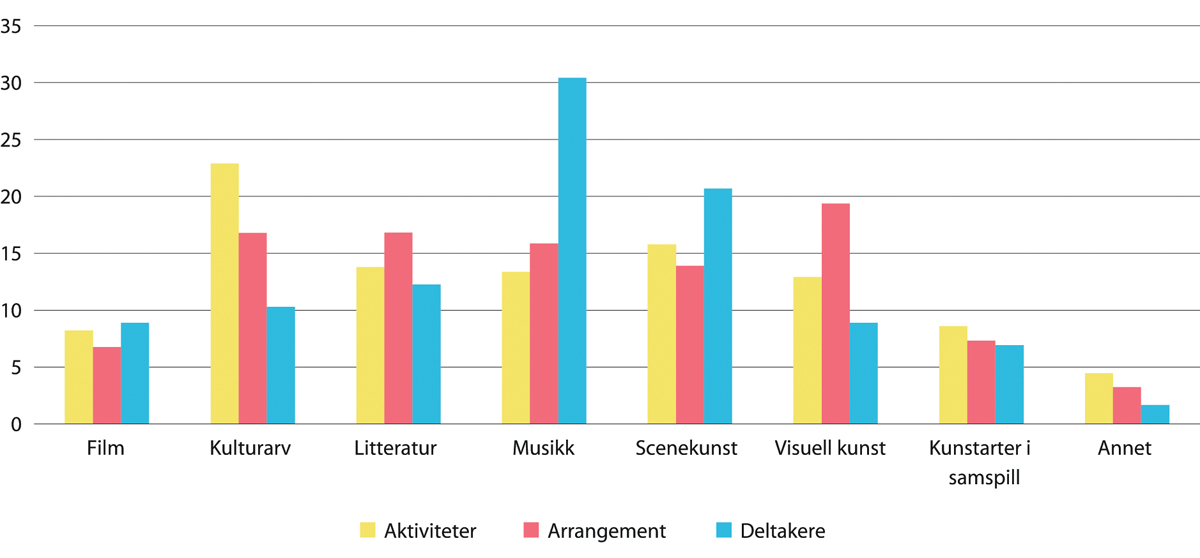 35
30
25
20
15
10
5
0
Film Kulturarv Litteratur Musikk Scenekunst Visuell kunst Kunstarter i Annet
samspill
Aktiviteter Arrangement Deltakere